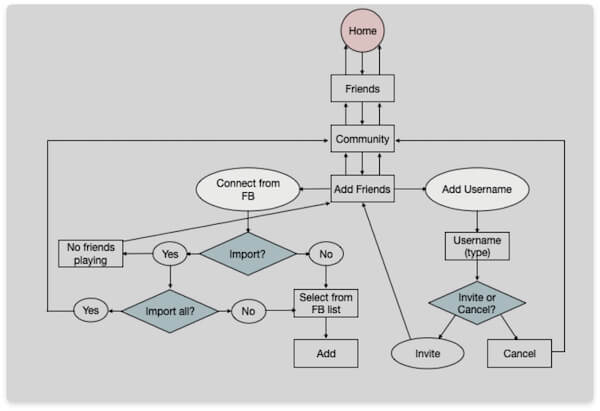 Home
Friends
Community
Connect from
FB
Add Friends
Add Username
No friends
playing
Yes
Import?
No
Username
(type)
Yes
Import all?
No
Select from
FB list
Invite or
Cancel?
Add
Invite
Cancel